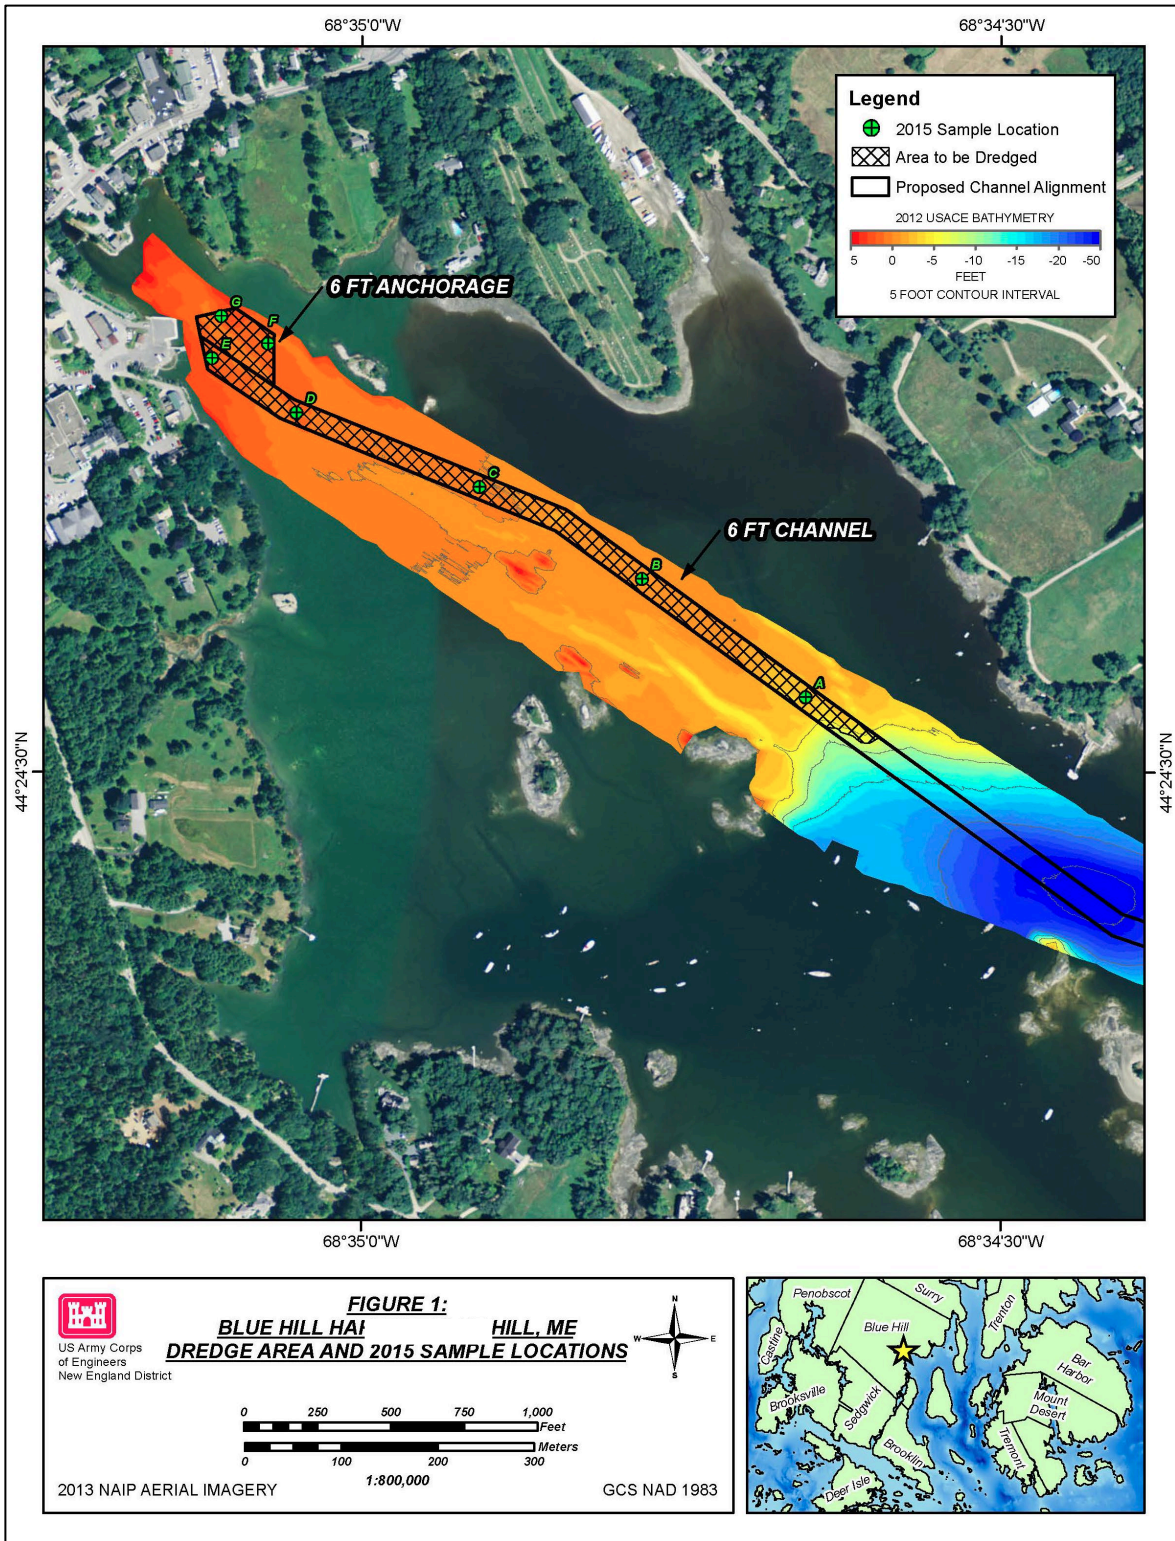 68°35'0"W
68°34'30"W
Legend
2015 Sample Location
Area to be Dredged
Proposed Channel Alignment
2012 USACE BATHYMETRY
5 0 -5 -10 -15 -20 -50
FEET
5 FOOT CONTOUR INTERVAL
6 FT ANCHORAGE
G
F
E
D
C
6 FT CHANNEL
B
A
44°24'30"N
44°24'30"N
68°35'0"W
68°34'30"W
US Army Corps
of Engineers
New England District
FIGURE 1:
BLUE HILL HILL, ME
DREDGE AREA AND 2015 SAMPLE LOCATIONS
N
W E
S
0 250 500 750 1,000
Feet
Meters
0 100 200 300
1:800,000
2013 NAIP AERIAL IMAGERY
GCS NAD 1983
Penobscot
Surry
Trenton
Castine
Blue Hill
Bar
Harbor
Brooksville
Sedgwick
Mount
Desert
Tremont
Brooklin
Deer Isle